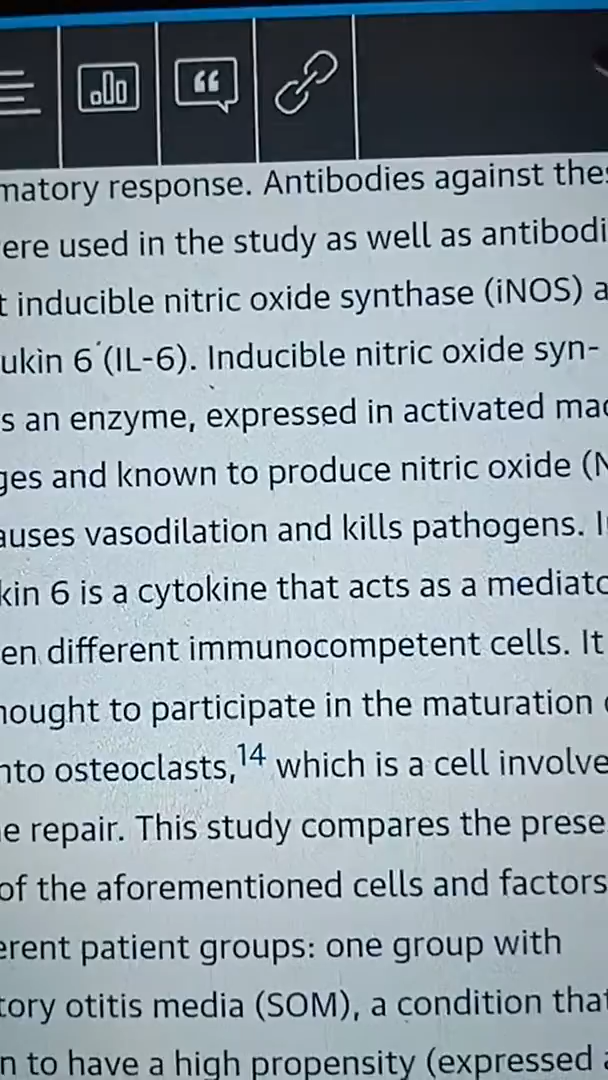 matory response. Antibodies against thes
ere used in the study as well as antibodi
t inducible nitric oxide synthase (iNOS) a
ukin 6 (IL-6). Inducible nitric oxide syn-
s an enzyme, expressed in activated mac
ges and known to produce nitric oxide (N
auses vasodilation and kills pathogens. I
kin 6 is a cytokine that acts as a mediato
en different immunocompetent cells. It
hought to participate in the maturation
nto osteoclasts,14 which is a cell involve
e repair. This study compares the prese
of the aforementioned cells and factors
erent patient groups: one group with
tory otitis media (SOM), a condition that
n to have a high propensity (expressed a